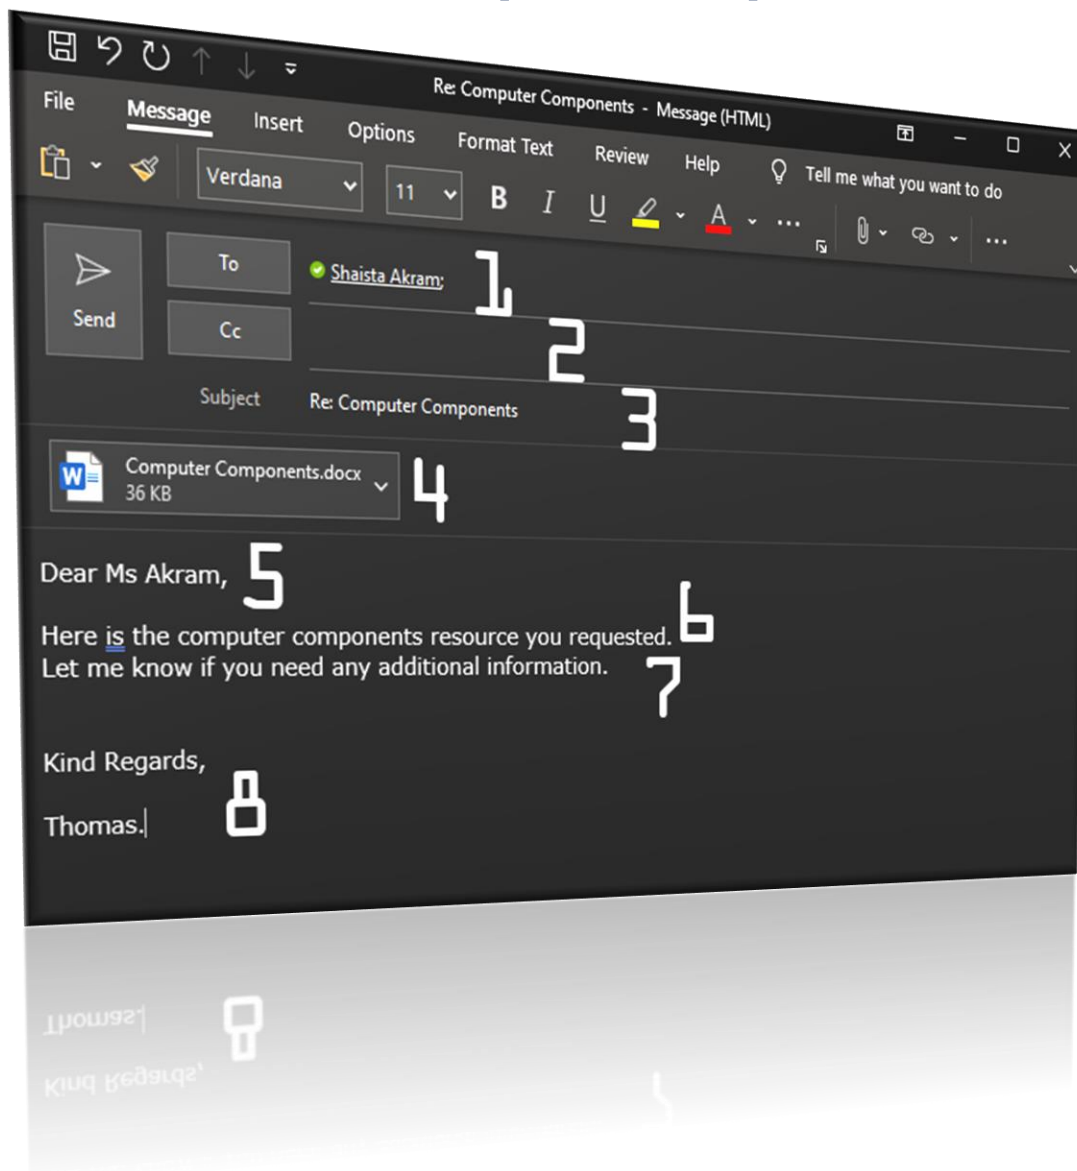 Re: Computer Components - Message (HTML)
File Message Insert Options Format Text Review Help Tell me what you want to do
Verdana 11 B I U A
To Shaista Akram; 1
Send
Cc 2
Subject Re: Computer Components 3
W Computer Components.docx 4
36 KB
Dear Ms Akram, 5
Here is the computer components resource you requested. 6
Let me know if you need any additional information. 7
Kind Regards,
8
Thomas.